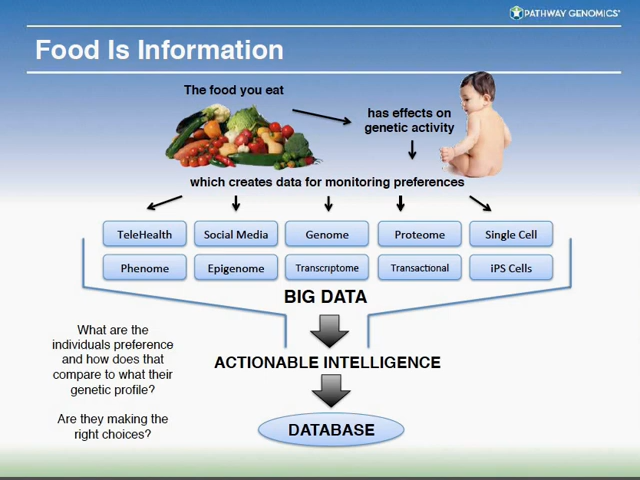 PATHWAY GENOMICS
Food Is Information
The food you eat
has effects on
genetic activity
which creates data for monitoring preferences
TeleHealth
Social Media
Genome
Proteome
Single Cell
Phenome
Epigenome
Transcriptome
Transactional
iPS Cells
BIG DATA
What are the
individuals preference
and how does that
compare to what their
genetic profile?
Are they making the
right choices?
ACTIONABLE INTELLIGENCE
DATABASE